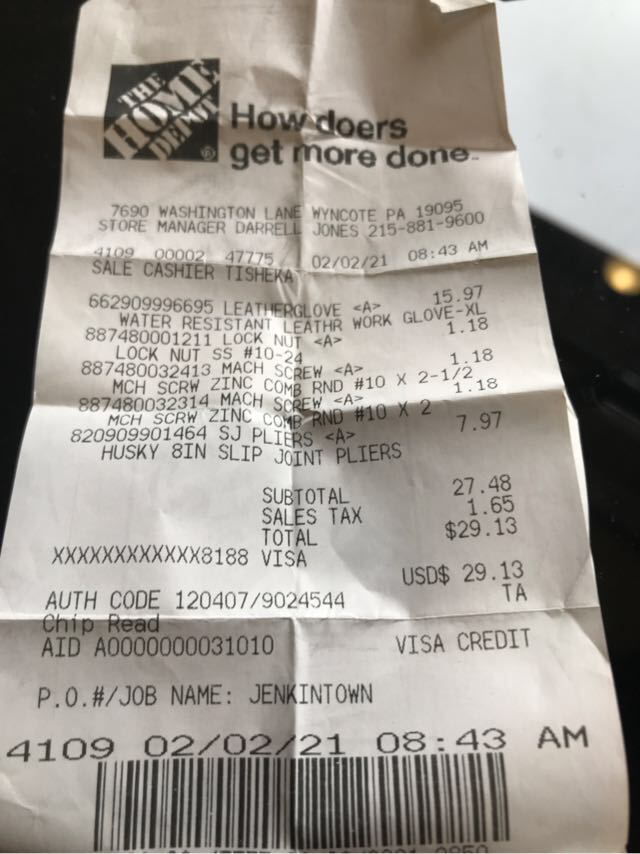 THE
HOME
DEPOT
How doers
get more done™
7690 WASHINGTON LANE WYNCOTE PA 19095
STORE MANAGER DARRELL JONES 215-881-9600
4109 00002 47775 02/02/21 08:43 AM
SALE CASHIER TISHEKA
662909996695 LEATHERGLOVE <A> 15.97
WATER RESISTANT LEATHR WORK GLOVE-XL
887480001211 LOCK NUT <A> 1.18
LOCK NUT SS #10-24
887480032413 MACH SCREW <A> 1.18
MCH SCRW ZINC COMB RND #10 X 2-1/2
887480032314 MACH SCREW <A> 1.18
MCH SCRW ZINC COMB RND #10 X 2
820909901464 SJ PLIERS <A> 7.97
HUSKY 8IN SLIP JOINT PLIERS
SUBTOTAL 27.48
SALES TAX 1.65
TOTAL $29.13
XXXXXXXXXXXX8188 VISA
USD$ 29.13
AUTH CODE 120407/9024544 TA
Chip Read
AID A0000000031010 VISA CREDIT
P.O.#/JOB NAME: JENKINTOWN
4109 02/02/21 08:43 AM